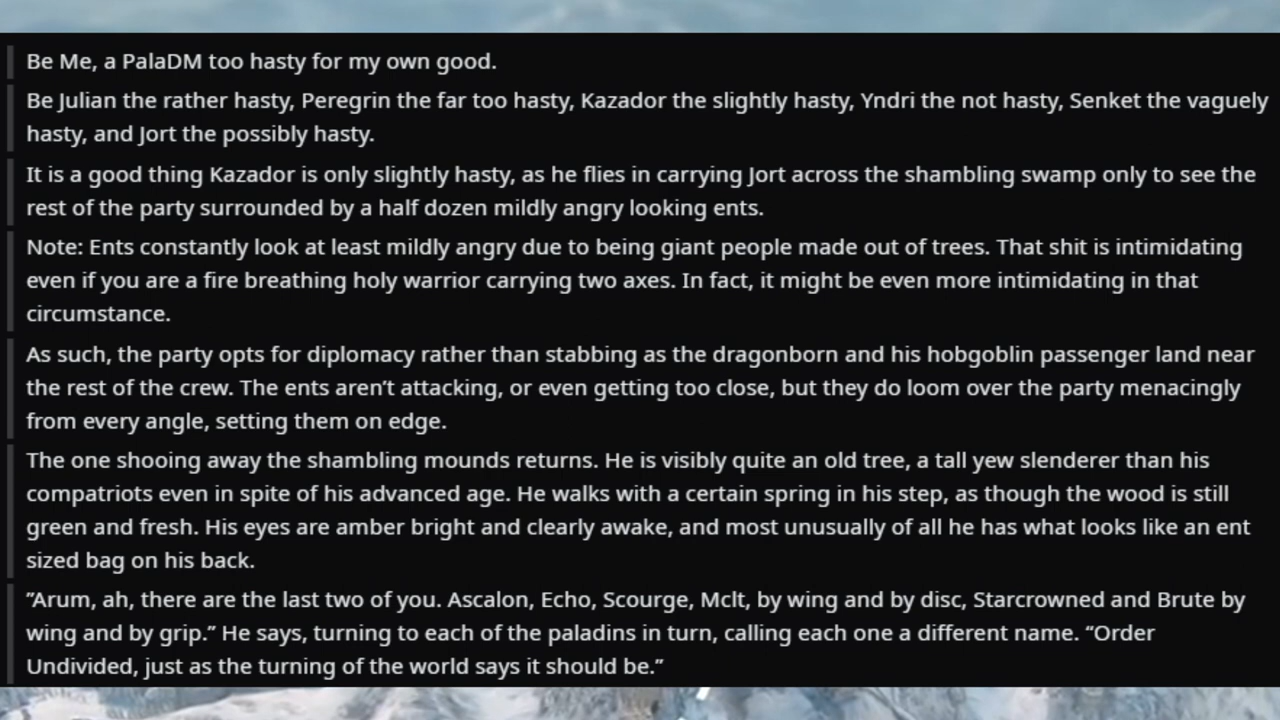 Be Me, a PalaDM too hasty for my own good.
Be Julian the rather hasty, Peregrin the far too hasty, Kazador the slightly hasty, Yndri the not hasty, Senket the vaguely
hasty, and Jort the possibly hasty.
It is a good thing Kazador is only slightly hasty, as he flies in carrying Jort across the shambling swamp only to see the
rest of the party surrounded by a half dozen mildly angry looking ents.
Note: Ents constantly look at least mildly angry due to being giant people made out of trees. That shit is intimidating
even if you are a fire breathing holy warrior carrying two axes. In fact, it might be even more intimidating in that
circumstance.
As such, the party opts for diplomacy rather than stabbing as the dragonborn and his hobgoblin passenger land near
the rest of the crew. The ents aren’t attacking, or even getting too close, but they do loom over the party menacingly
from every angle, setting them on edge.
The one shooing away the shambling mounds returns. He is visibly quite an old tree, a tall yew slenderer than his
compatriots even in spite of his advanced age. He walks with a certain spring in his step, as though the wood is still
green and fresh. His eyes are amber bright and clearly awake, and most unusually of all he has what looks like an ent
sized bag on his back.
”Arum, ah, there are the last two of you. Ascalon, Echo, Scourge, Mclt, by wing and by disc, Starcrowned and Brute by
wing and by grip.” He says, turning to each of the paladins in turn, calling each one a different name. “Order
Undivided, just as the turning of the world says it should be.”